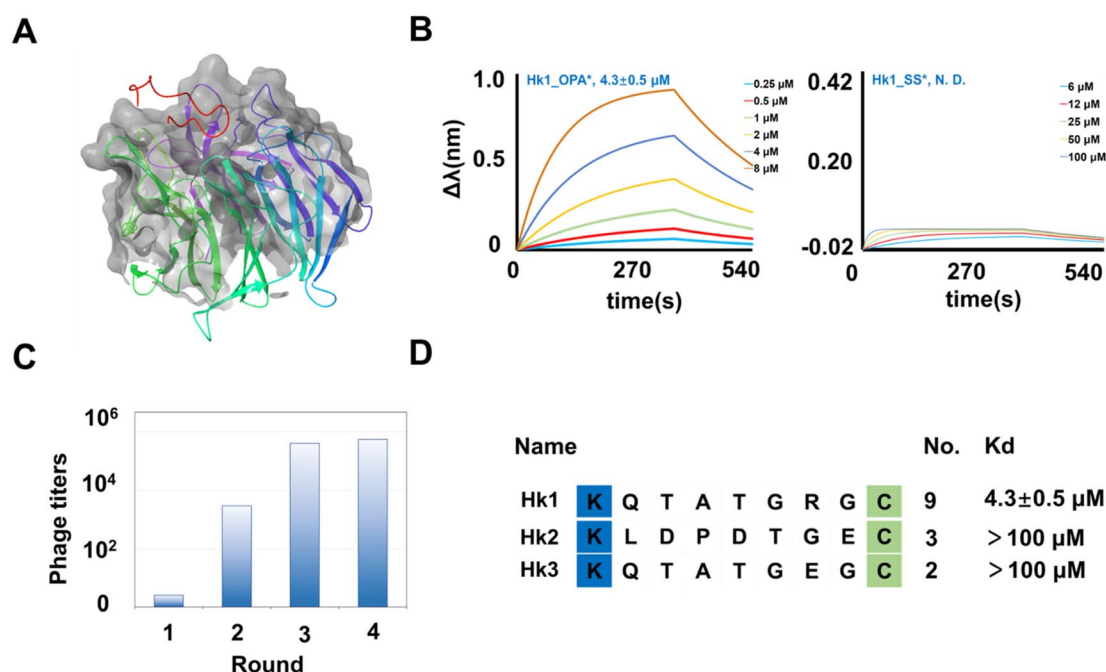 A
B
Hk1_OPA*, 4.3±0.5 μM
1.0
0.5
0
Δλ(nm)
0 270 540
time(s)
0.25 μM
0.5 μM
1 μM
2 μM
4 μM
8 μM
Hk1_SS*, N. D.
0.42
0.20
-0.02
0 270 540
time(s)
6 μM
12 μM
25 μM
50 μM
100 μM
C
Phage titers
10⁶
10⁴
10²
0
1 2 3 4
Round
D
Name No. Kd
Hk1 K Q T A T G R G C 9 4.3±0.5 μM
Hk2 K L D P D T G E C 3 >100 μM
Hk3 K Q T A T G E G C 2 >100 μM